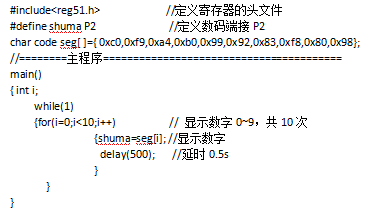 #include<reg51.h> //定义寄存器的头文件
#define shuma P2 //定义数码端接 P2
char code seg[ ]={ 0xc0,0xf9,0xa4,0xb0,0x99,0x92,0x83,0xf8,0x80,0x98};
//========主程序========================================
main()
{ int i;
while(1)
{for(i=0;i<10;i++) // 显示数字 0~9，共 10 次
{shuma=seg[i]; //显示数字
delay(500); //延时 0.5s
}
}
}